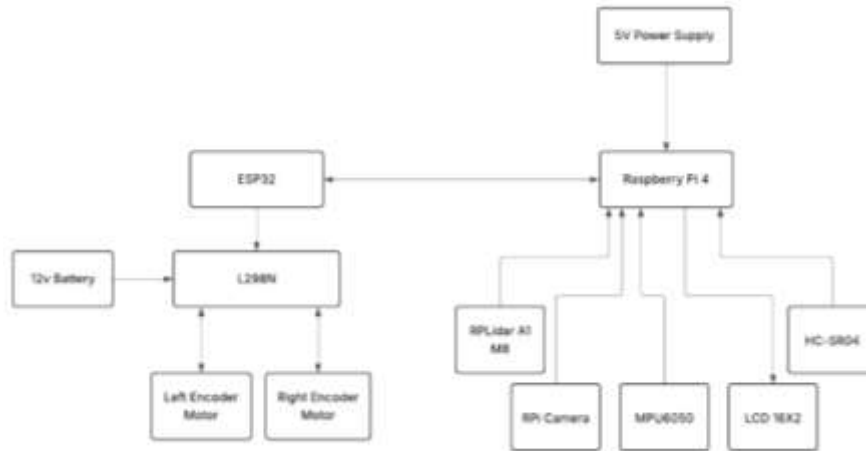 5V Power Supply
ESP32
Raspberry Pi 4
12v Battery
L298N
RPLidar A1
M8
HC-SR04
Left Encoder
Motor
Right Encoder
Motor
RPi Camera
MPU6050
LCD 16X2